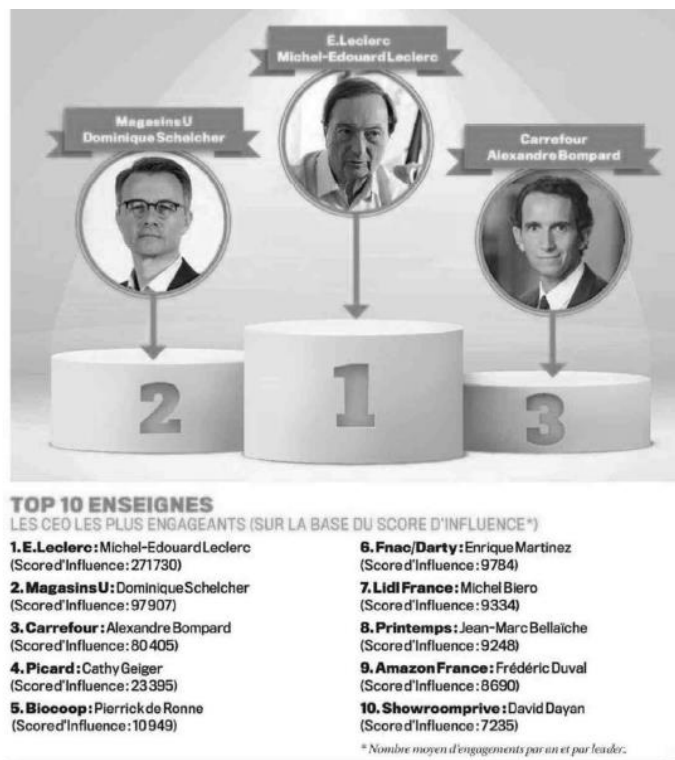 E.Leclerc
Michel-Edouard Leclerc
Magasins U
Dominique Schelcher
Carrefour
Alexandre Bompard
2
1
3
TOP 10 ENSEIGNES
LES CEO LES PLUS ENGAGEANTS (SUR LA BASE DU SCORE D'INFLUENCE*)
1. E.Leclerc : Michel-Edouard Leclerc
(Score d'Influence : 271730)
2. Magasins U : Dominique Schelcher
(Score d'Influence : 97907)
3. Carrefour : Alexandre Bompard
(Score d'Influence : 80405)
4. Picard : Cathy Geiger
(Score d'Influence : 23395)
5. Biocoop : Pierrick de Ronne
(Score d'Influence : 10949)
6. Fnac/Darty : Enrique Martinez
(Score d'Influence : 9784)
7. Lidl France : Michel Biero
(Score d'Influence : 9334)
8. Printemps : Jean-Marc Bellaïche
(Score d'Influence : 9248)
9. Amazon France : Frédéric Duval
(Score d'Influence : 8690)
10. Showroomprive : David Dayan
(Score d'Influence : 7235)
* Nombre moyen d'engagements par an et par leader.